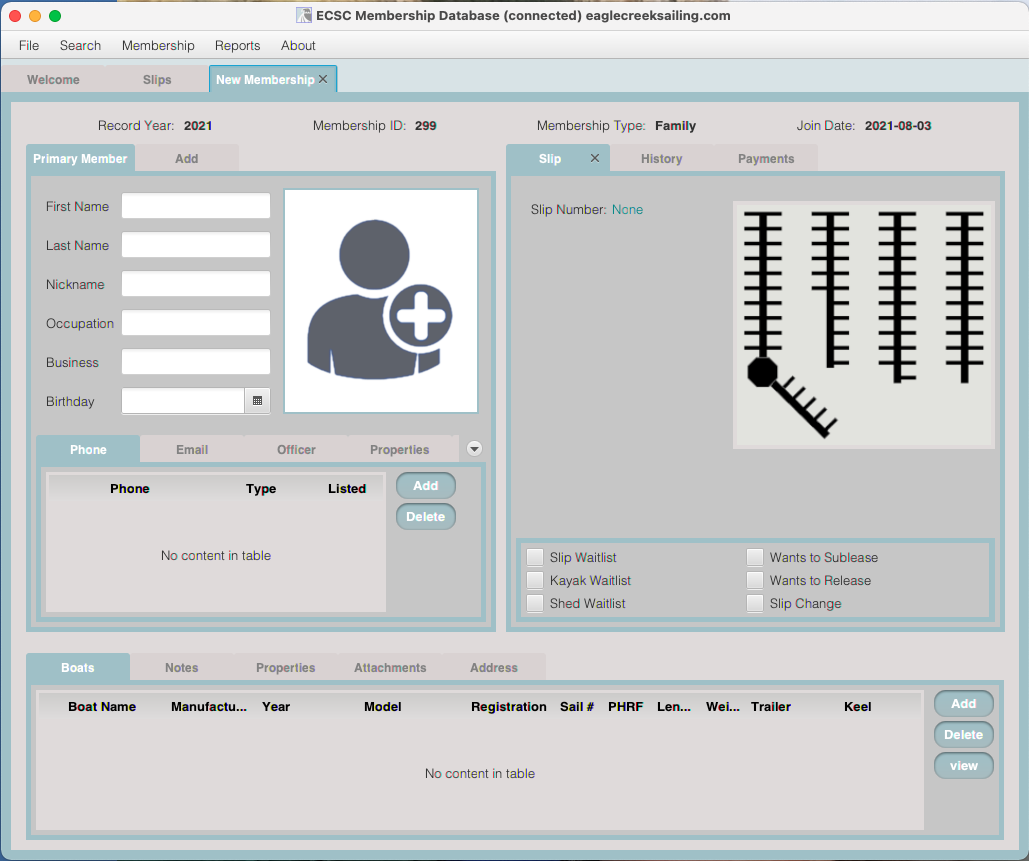 ECSC Membership Database (connected) eaglecreeksailing.com
File Search Membership Reports About
Welcome Slips New Membership
Record Year: 2021 Membership ID: 299 Membership Type: Family Join Date: 2021-08-03
Primary Member Add
Slip History Payments
First Name
Last Name
Nickname
Occupation
Business
Birthday
Slip Number: None
Phone Email Officer Properties
Phone Type Listed
No content in table
Add
Delete
Slip Waitlist Wants to Sublease
Kayak Waitlist Wants to Release
Shed Waitlist Slip Change
Boats Notes Properties Attachments Address
Boat Name Manufactu... Year Model Registration Sail # PHRF Len... Wei... Trailer Keel
No content in table
Add
Delete
view